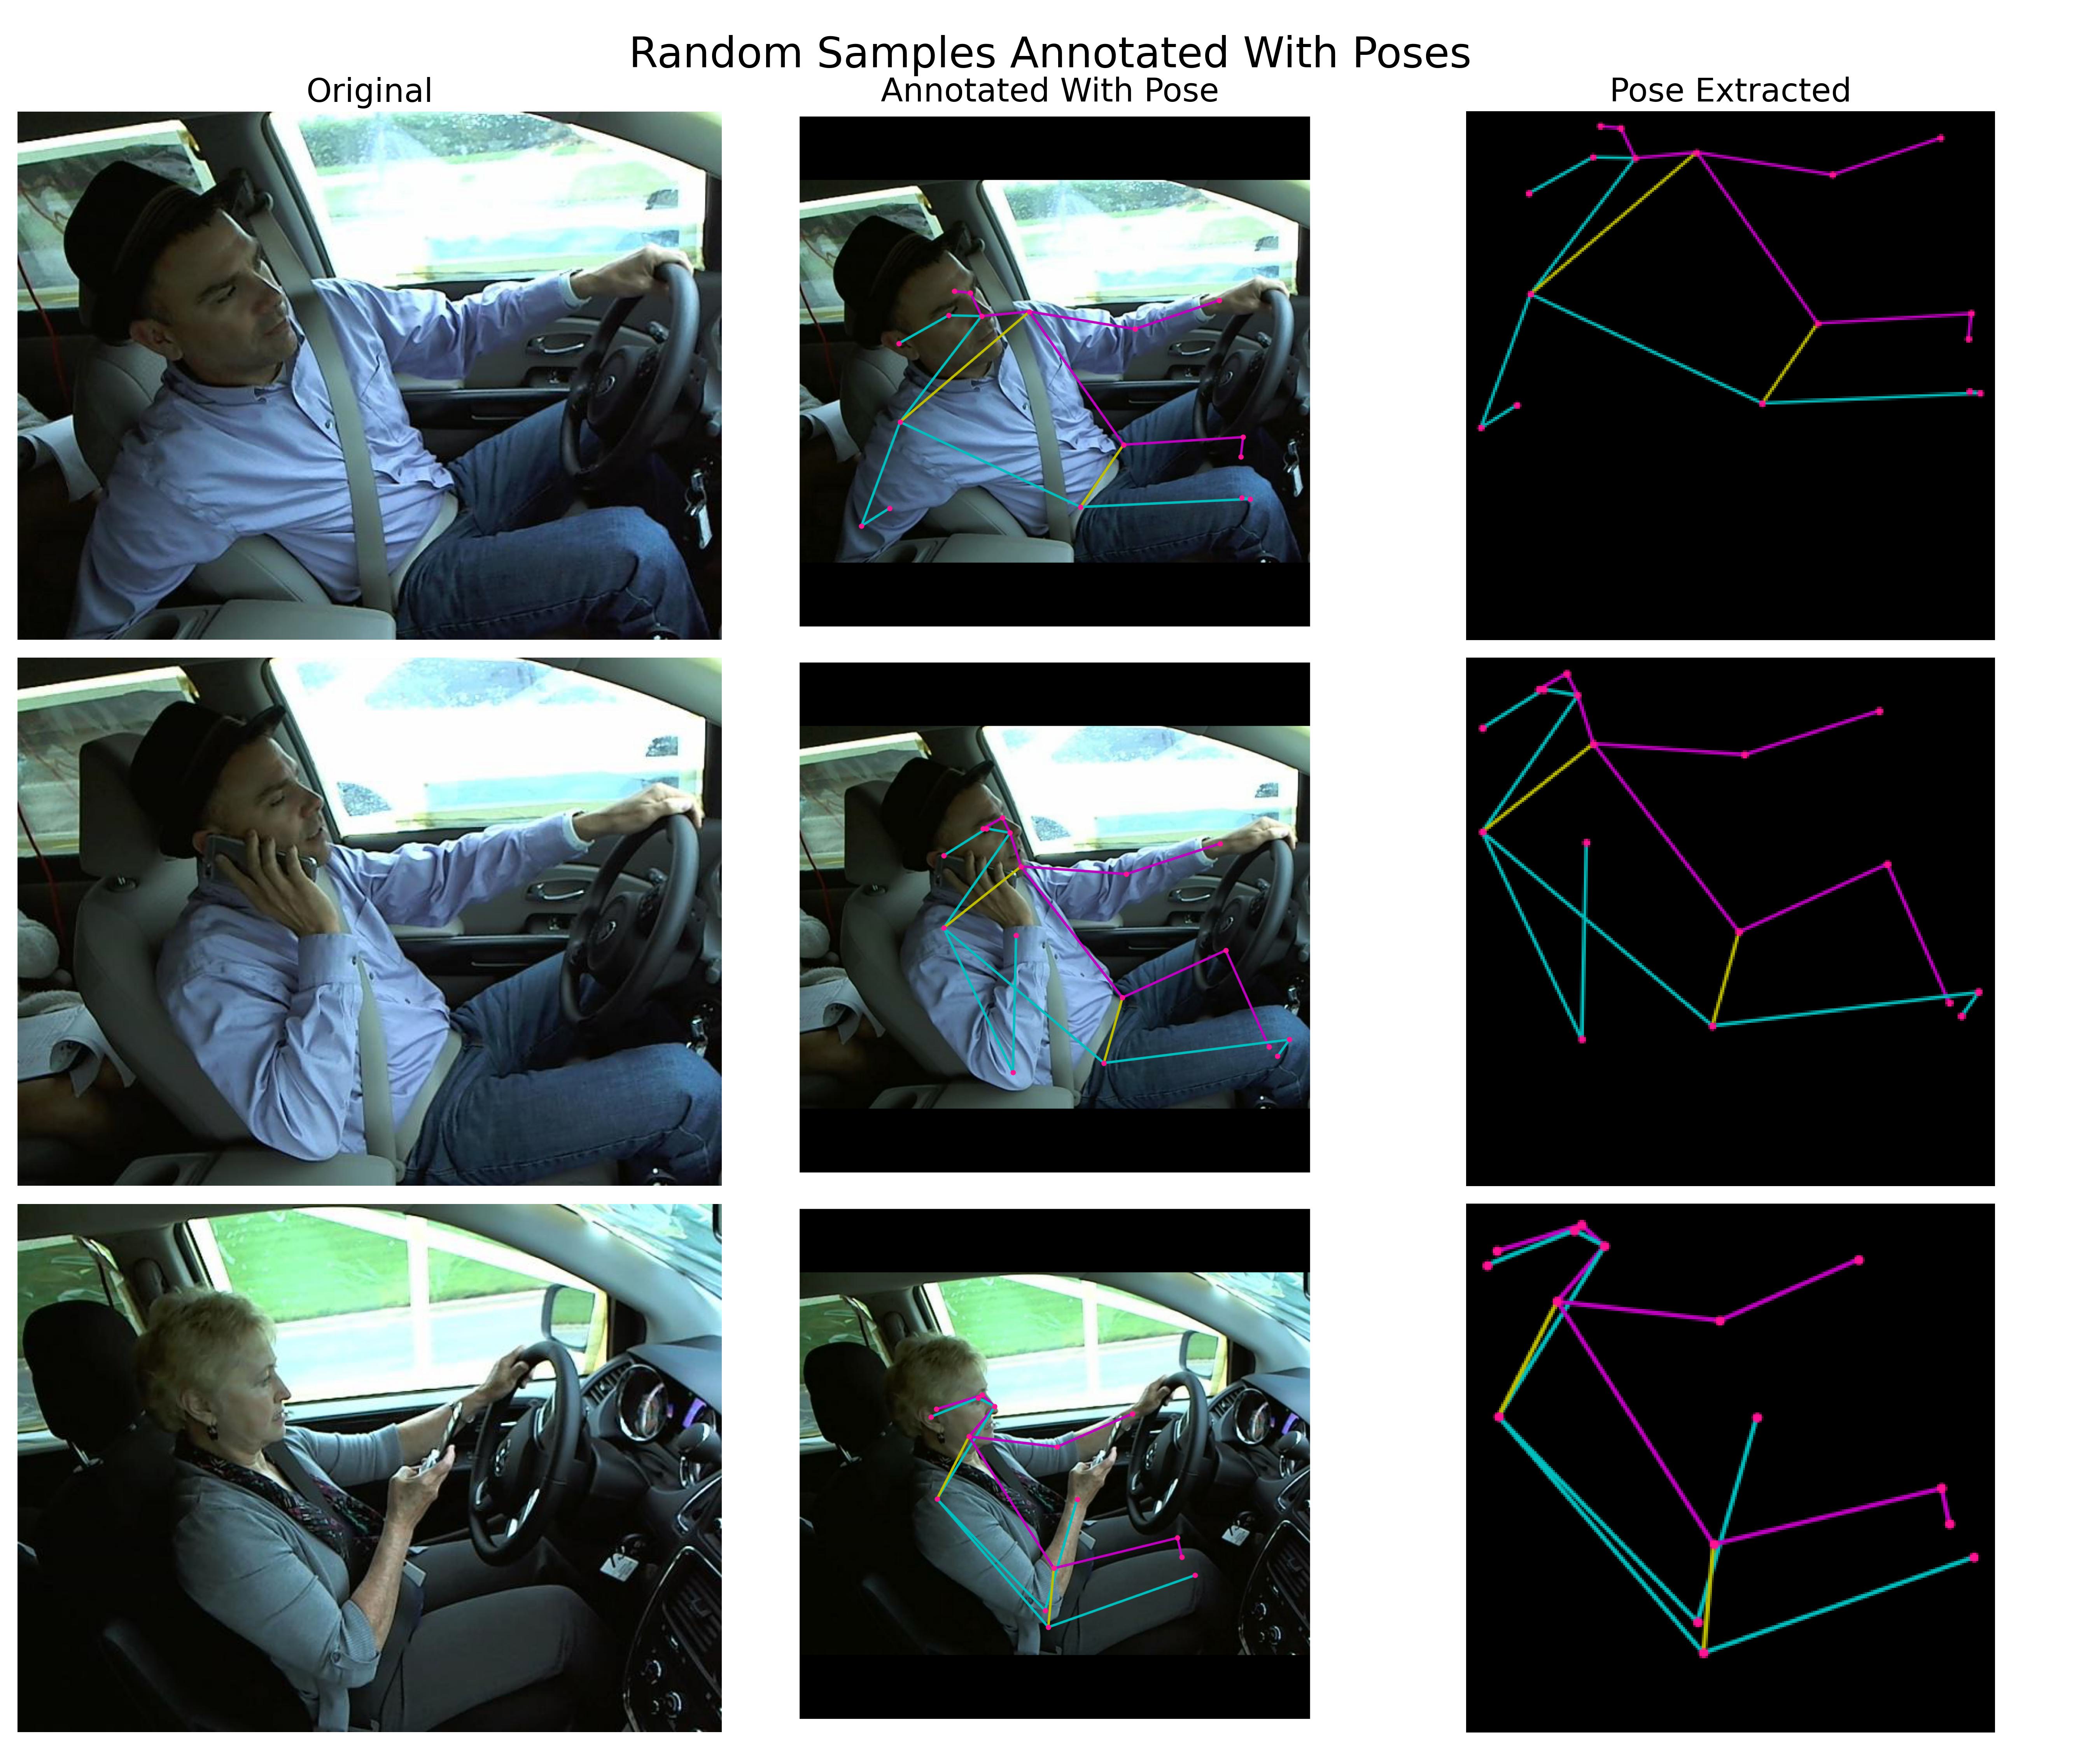 Random Samples Annotated With Poses
Original
Annotated With Pose
Pose Extracted